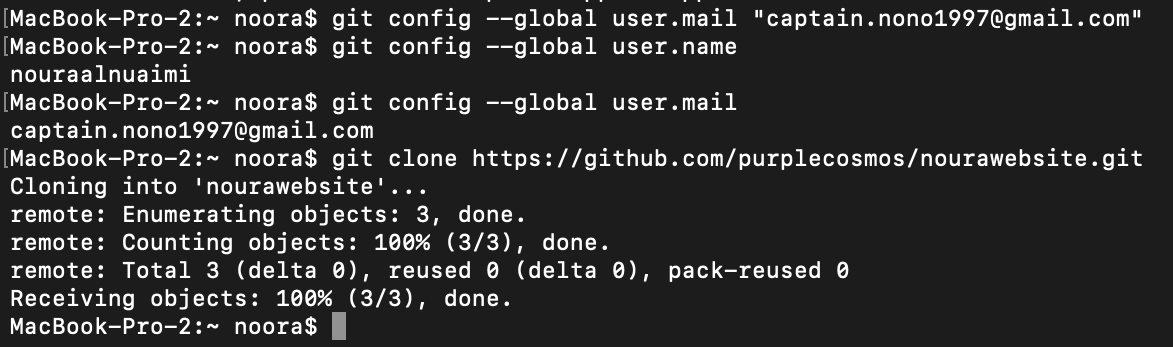 MacBook-Pro-2:~ noora$ git config --global user.mail "captain.nono1997@gmail.com"
[MacBook-Pro-2:~ noora$ git config --global user.name
nouraalnuaimi
[MacBook-Pro-2:~ noora$ git config --global user.mail
captain.nono1997@gmail.com
[MacBook-Pro-2:~ noora$ git clone https://github.com/purplecosmos/nourawebsite.git
Cloning into 'nourawebsite'...
remote: Enumerating objects: 3, done.
remote: Counting objects: 100% (3/3), done.
remote: Total 3 (delta 0), reused 0 (delta 0), pack-reused 0
Receiving objects: 100% (3/3), done.
MacBook-Pro-2:~ noora$